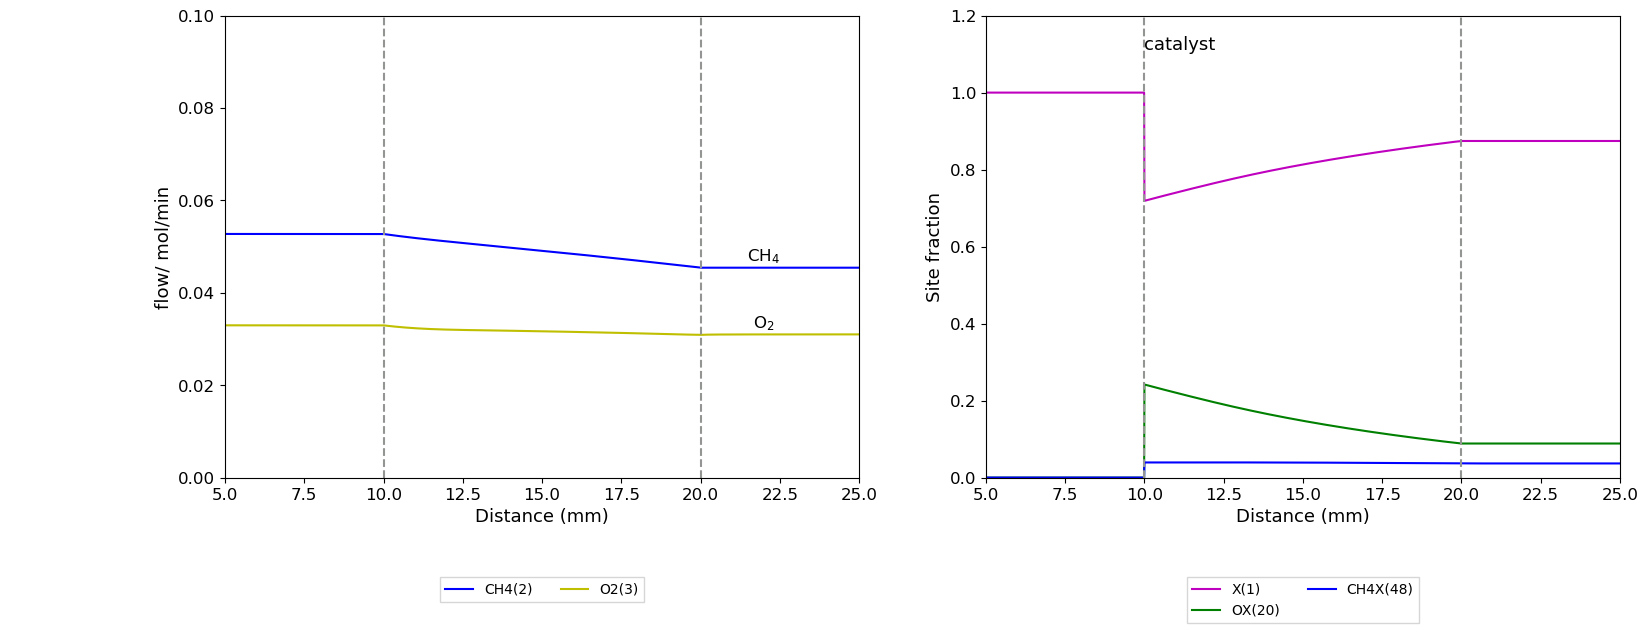 0.10
0.08
0.06
0.04
0.02
0.00
flow/ mol/min
CH₄
O₂
5.0 7.5 10.0 12.5 15.0 17.5 20.0 22.5 25.0
Distance (mm)
CH4(2) O2(3)
1.2
1.0
0.8
0.6
0.4
0.2
0.0
Site fraction
catalyst
5.0 7.5 10.0 12.5 15.0 17.5 20.0 22.5 25.0
Distance (mm)
X(1) CH4X(48)
OX(20)